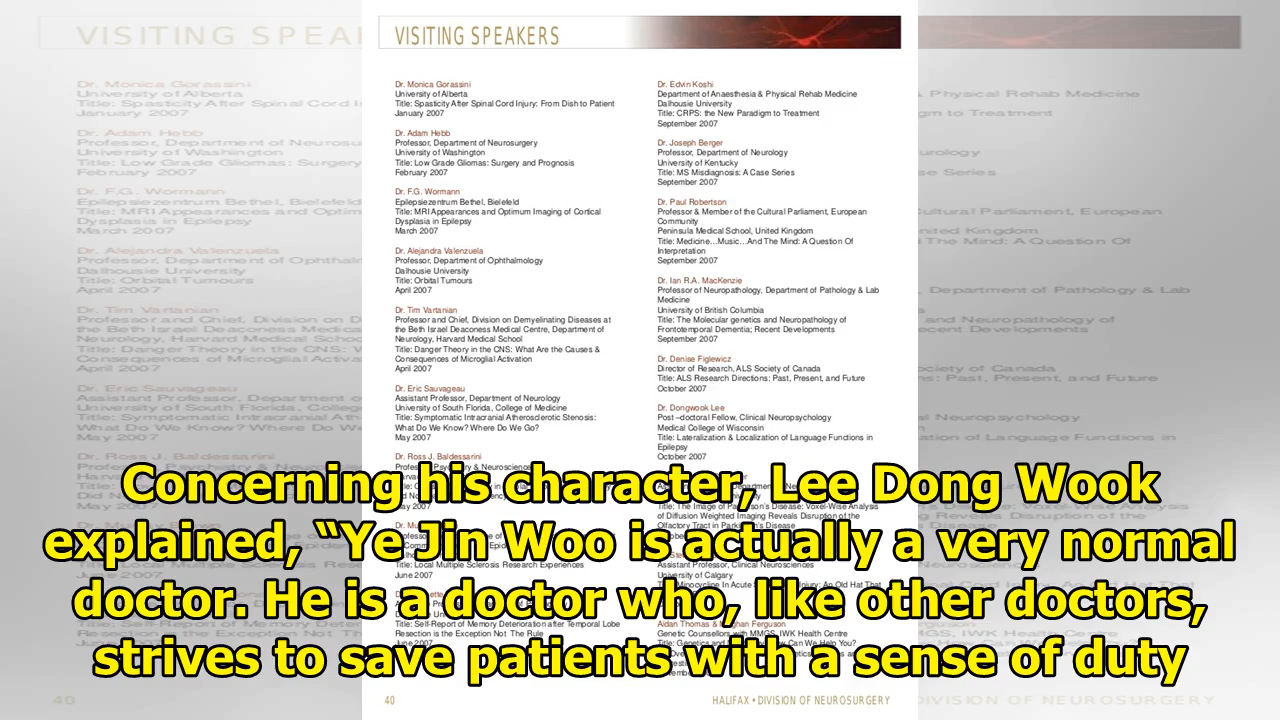 VISITING SPEAKERS
Dr. Monica Gorassini
University of Alberta
Title: Spasticity After Spinal Cord Injury: From Dish to Patient
January 2007
Dr. Adam Hebb
Professor, Department of Neurosurgery
University of Washington
Title: Low Grade Gliomas: Surgery and Prognosis
February 2007
Dr. F.G. Wormann
Epilepsiezentrum Bethel, Bielefeld
Title: MRI Appearances and Optimum Imaging of Cortical
Dysplasia in Epilepsy
March 2007
Dr. Alejandra Valenzuela
Professor, Department of Ophthalmology
Dalhousie University
Title: Orbital Tumours
April 2007
Dr. Tim Vartanian
Professor and Chief, Division on Demyelinating Diseases at
the Beth Israel Deaconess Medical Centre, Department of
Neurology, Harvard Medical School
Title: Danger Theory in the CNS: What Are the Causes &
Consequences of Microglial Activation
April 2007
Dr. Eric Sauvageau
Assistant Professor, Department of Neurology
University of South Florida, College of Medicine
Title: Symptomatic Intracranial Atherosclerotic Stenosis:
What Do We Know? Where Do We Go?
May 2007
Dr. Ross J. Baldessarini
June 2007
Title: Self-Report of Memory Deterioration after Temporal Lobe
Resection is the Exception Not The Rule
Dr. Edvin Koshi
Department of Anaesthesia & Physical Rehab Medicine
Dalhousie University
Title: CRPS: the New Paradigm to Treatment
September 2007
Dr. Joseph Berger
Professor, Department of Neurology
University of Kentucky
Title: MS Misdiagnosis: A Case Series
September 2007
Dr. Paul Robertson
Professor & Member of the Cultural Parliament, European
Community
Peninsula Medical School, United Kingdom
Title: Medicine...Music...And The Mind: A Question Of
Interpretation
September 2007
Dr. Ian R.A. MacKenzie
Professor of Neuropathology, Department of Pathology & Lab
Medicine
University of British Columbia
Title: The Molecular genetics and Neuropathology of
Frontotemporal Dementia; Recent Developments
September 2007
Dr. Denise Figlewicz
Director of Research, ALS Society of Canada
Title: ALS Research Directions: Past, Present, and Future
October 2007
Dr. Dongwook Lee
Post–doctoral Fellow, Clinical Neuropsychology
Medical College of Wisconsin
Title: Lateralization & Localization of Language Functions in
Epilepsy
October 2007
of Diffusion Weighted Imaging Reveals Disruption of the
Assistant Professor, Clinical Neurosciences
University of Calgary
Genetic Counsellors with MMGS, IWK Health Centre
Concerning his character, Lee Dong Wook
explained, “Ye Jin Woo is actually a very normal
doctor. He is a doctor who, like other doctors,
strives to save patients with a sense of duty
40
HALIFAX • DIVISION OF NEUROSURGERY